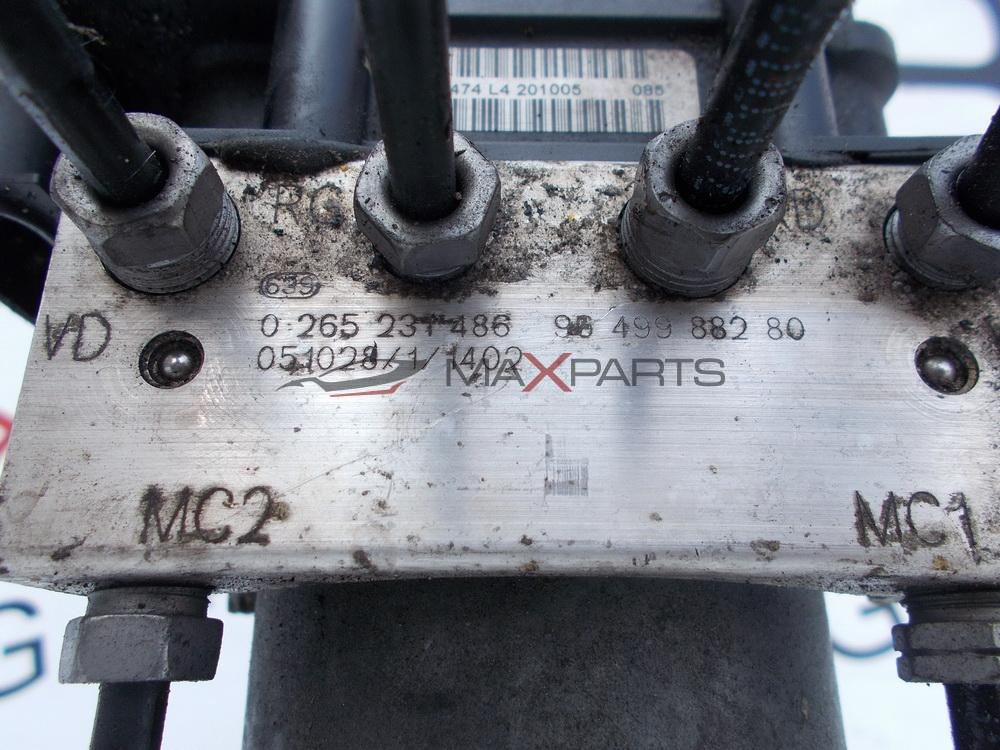 474 L4 201005 085
RG
D
639
VD
0 265 231 486 96 499 882 80
051028/1/1402
MAXPARTS
MC2 MC1
G G